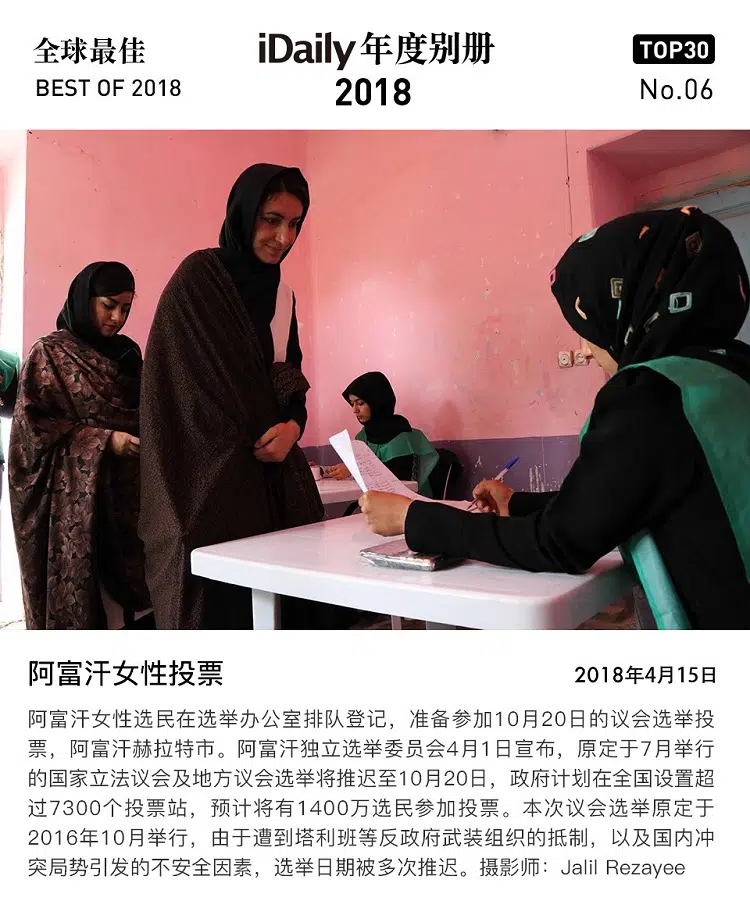 全球最佳
iDaily 年度别册
TOP30
BEST OF 2018
2018
No.06
阿富汗女性投票
2018年4月15日
阿富汗女性选民在选举办公室排队登记，准备参加10月20日的议会选举投
票，阿富汗赫拉特市。阿富汗独立选举委员会4月1日宣布，原定于7月举行
的国家立法议会及地方议会选举将推迟至10月20日，政府计划在全国设置超
过7300个投票站，预计将有1400万选民参加投票。本次议会选举原定于
2016年10月举行，由于遭到塔利班等反政府武装组织的抵制，以及国内冲
突局势引发的不安全因素，选举日期被多次推迟。摄影师：Jalil Rezayee